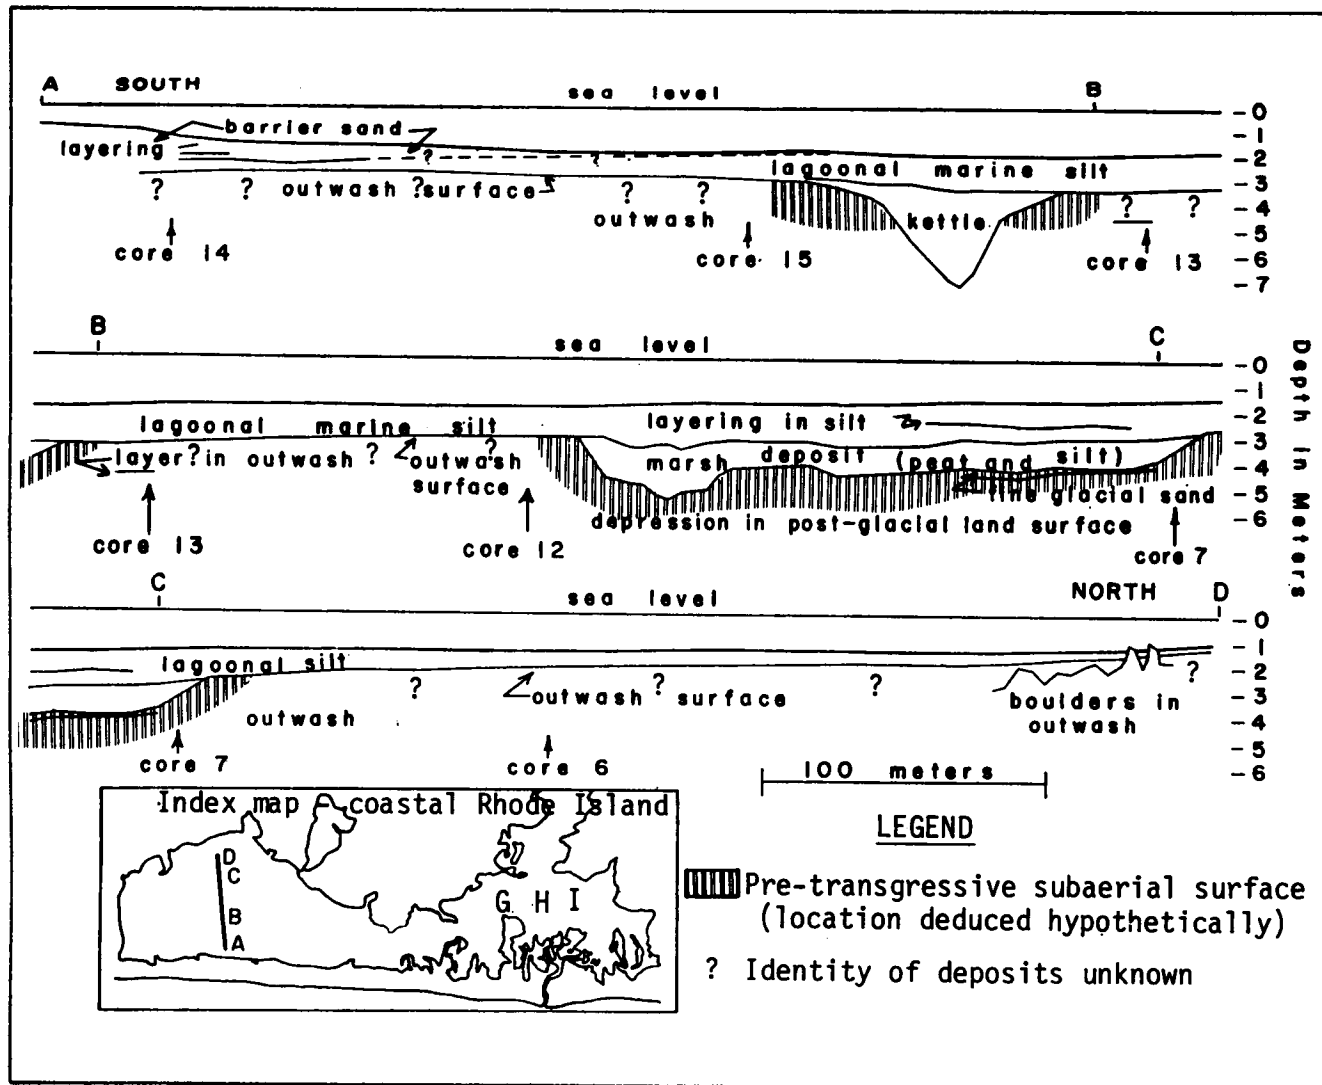 A SOUTH sea level B
barrier sand
layering
?
?
lagoonal marine silt
? ? outwash ? surface ? ?
outwash
kettle
? ?
core 14
core 15
core 13
-0
-1
-2
-3
-4
-5
-6
-7
B sea level C
layering in silt
lagoonal marine silt
layer ? in outwash ? ?
outwash
surface
marsh deposit (peat and silt)
fine glacial sand
depression in post-glacial land surface
core 13
core 12
core 7
-0
-1
-2
-3
-4
-5
-6
Depth in Meters
C sea level NORTH D
lagoonal silt
outwash
? outwash ? surface ? ?
boulders in
outwash
core 7
core 6
100 meters
-0
-1
-2
-3
-4
-5
-6
Index map coastal Rhode Island
D
C
B
A
G H I
LEGEND
Pre-transgressive subaerial surface
(location deduced hypothetically)
? Identity of deposits unknown